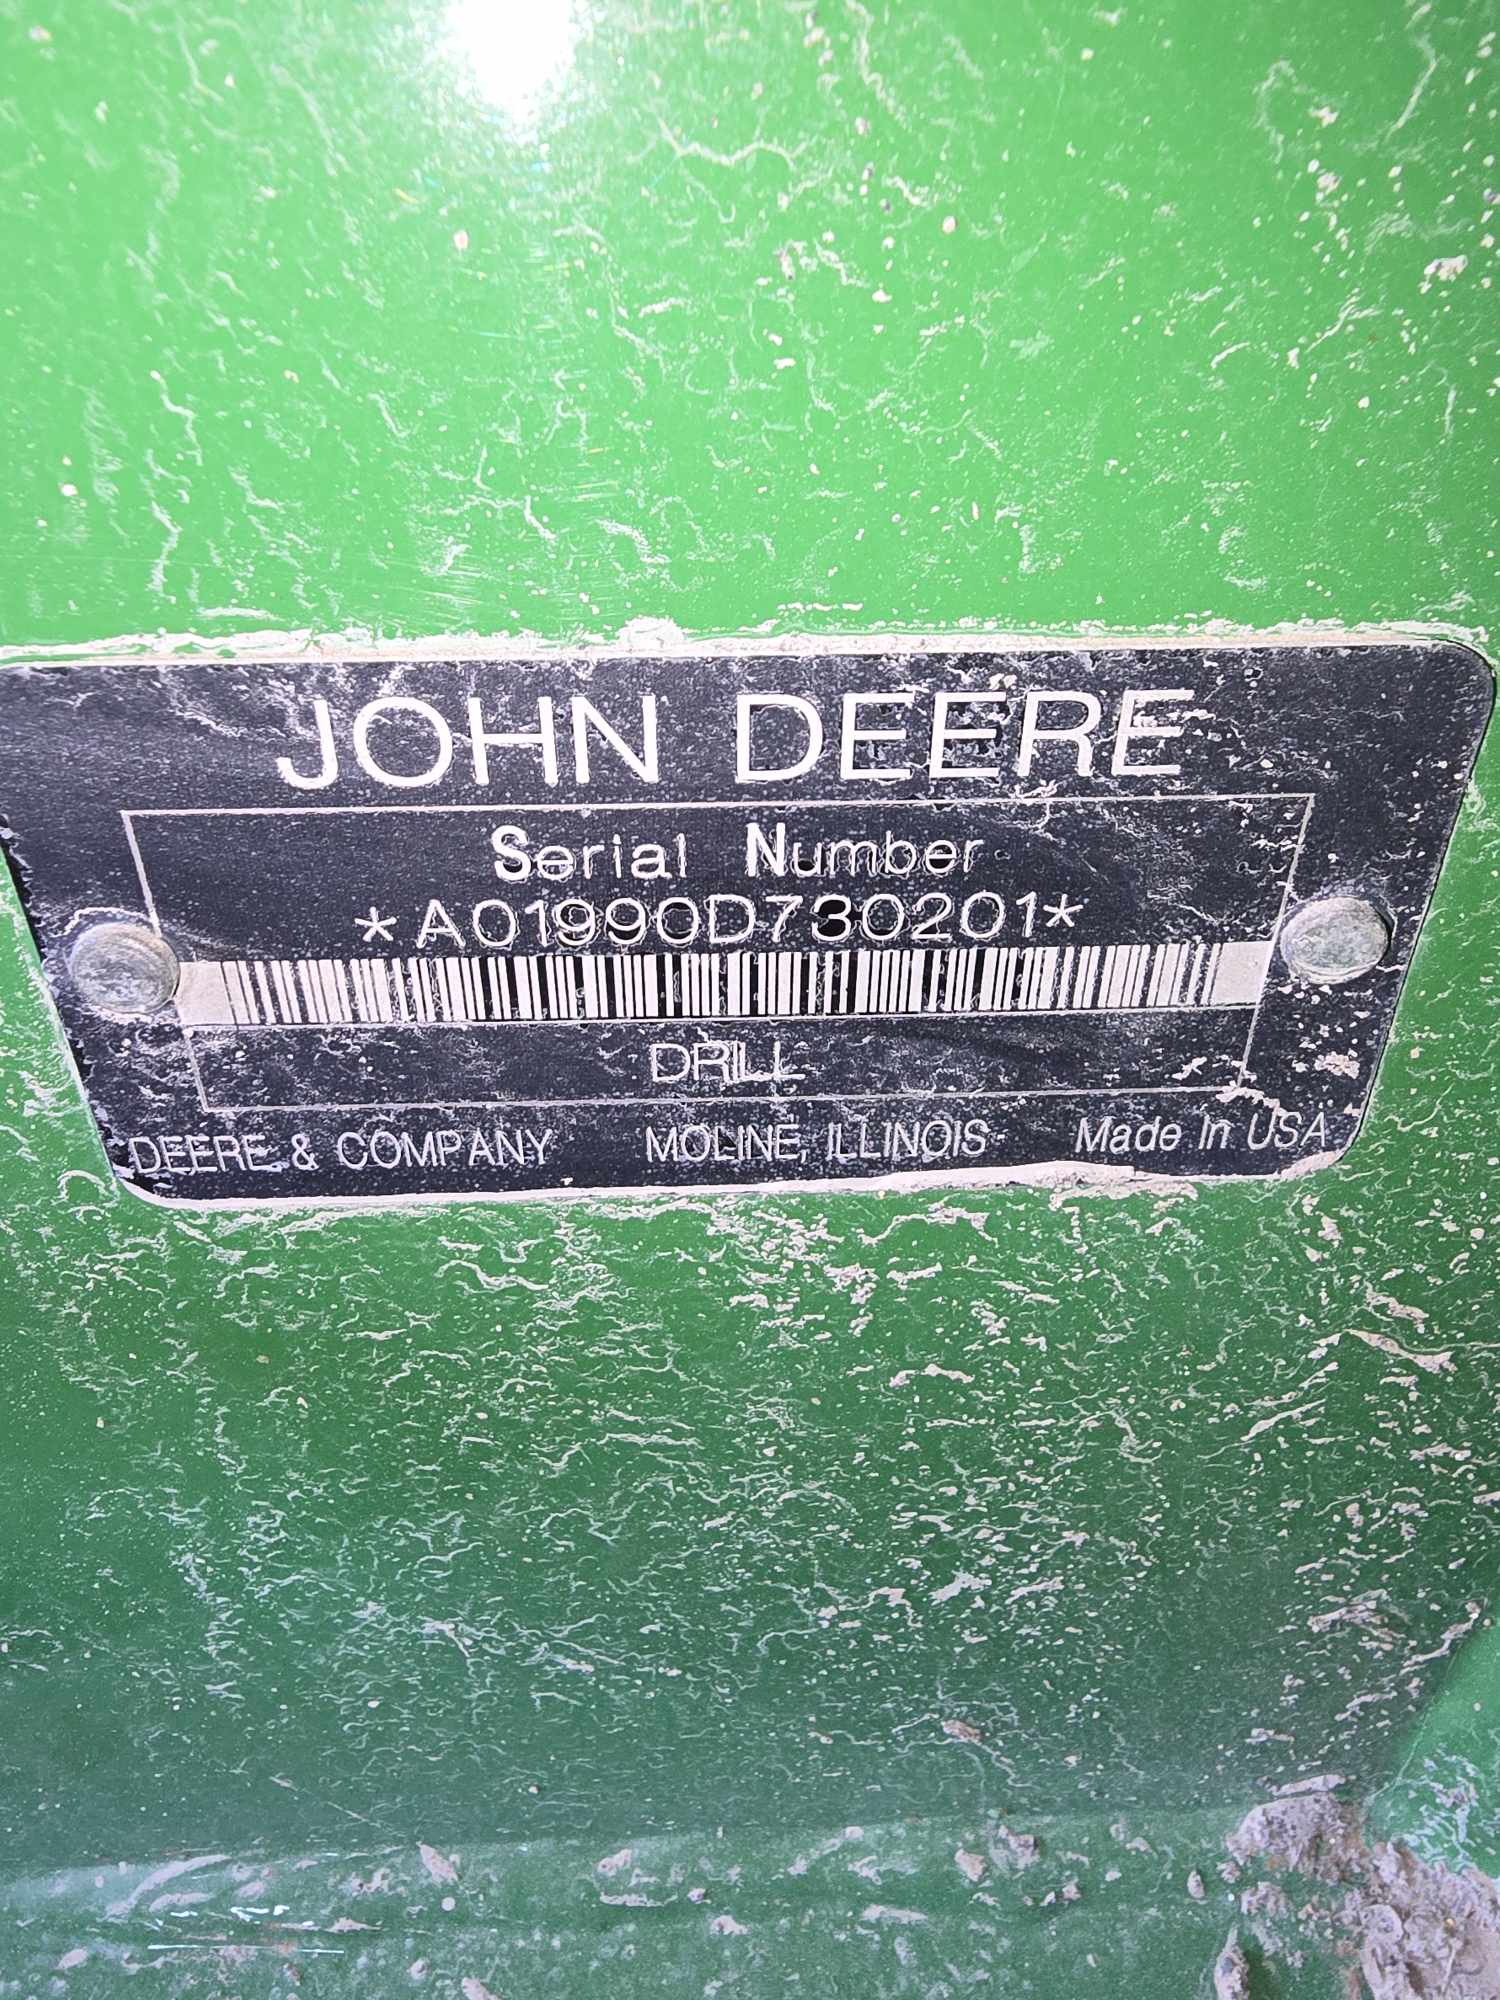 JOHN DEERE
Serial Number
*A01990D730201*
DRILL
DEERE & COMPANY MOLINE, ILLINOIS Made in USA